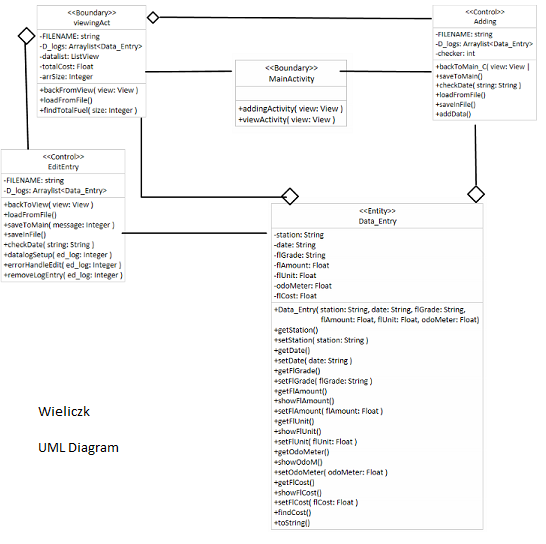 <<Boundary>>
viewingAct
-FILENAME: string
-D_logs: Arraylist<Data_Entry>
-datalist: ListView
-totalCost: Float
-arrSize: Integer
+backFromView( view: View )
+loadFromFile()
+findTotalFuel( size: Integer )
<<Control>>
Adding
-FILENAME: string
-D_logs: Arraylist<Data_Entry>
-checker: int
+backToMain_C( view: View )
+saveToMain()
+checkDate( string: String )
+loadFromFile()
+saveInFile()
+addData()
<<Boundary>>
MainActivity
+addingActivity( view: View )
+viewActivity( view: View )
<<Control>>
EditEntry
-FILENAME: string
-D_logs: Arraylist<Data_Entry>
+backToView( view: View )
+loadFromFile()
+saveToMain( message: Integer )
+saveInFile()
+checkDate( string: String )
+datalogSetup( ed_log: Integer )
+errorHandleEdit( ed_log: Integer )
+removeLogEntry( ed_log: Integer )
<<Entity>>
Data_Entry
-station: String
-date: String
-flGrade: String
-flAmount: Float
-flUnit: Float
-odoMeter: Float
-flCost: Float
+Data_Entry( station: String, date: String, flGrade: String,
flAmount: Float, flUnit: Float, odoMeter: Float)
+getStation()
+setStation( station: String )
+getDate()
+setDate( date: String )
+getFlGrade()
+setFlGrade( flGrade: String )
+getFlAmount()
+showFlAmount()
+setFlAmount( flAmount: Float )
+getFlUnit()
+showFlUnit()
+setFlUnit( flUnit: Float )
+getOdoMeter()
+showOdoM()
+setOdoMeter( odoMeter: Float )
+getFlCost()
+showFlCost()
+setFlCost( flCost: Float )
+findCost()
+toString()
Wieliczk
UML Diagram